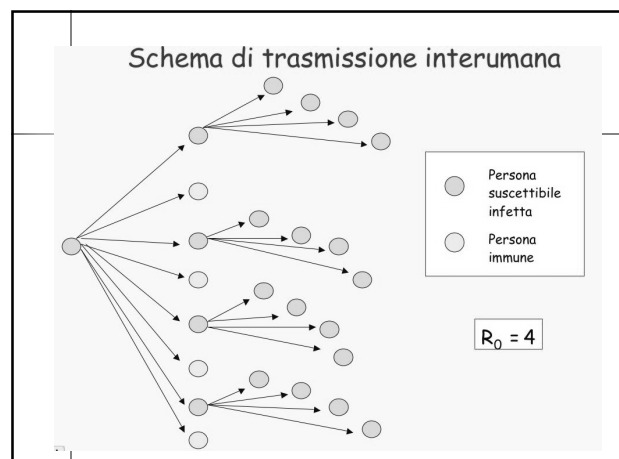 Schema di trasmissione interumana
Persona
suscettibile
infetta
Persona
immune
R₀ = 4